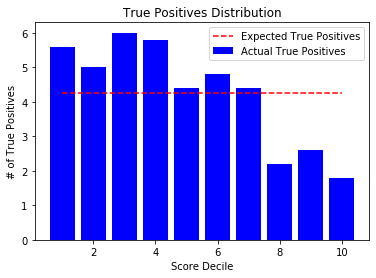 True Positives Distribution
Expected True Positives
Actual True Positives
# of True Positives
6
5
4
3
2
1
0
2
4
6
8
10
Score Decile